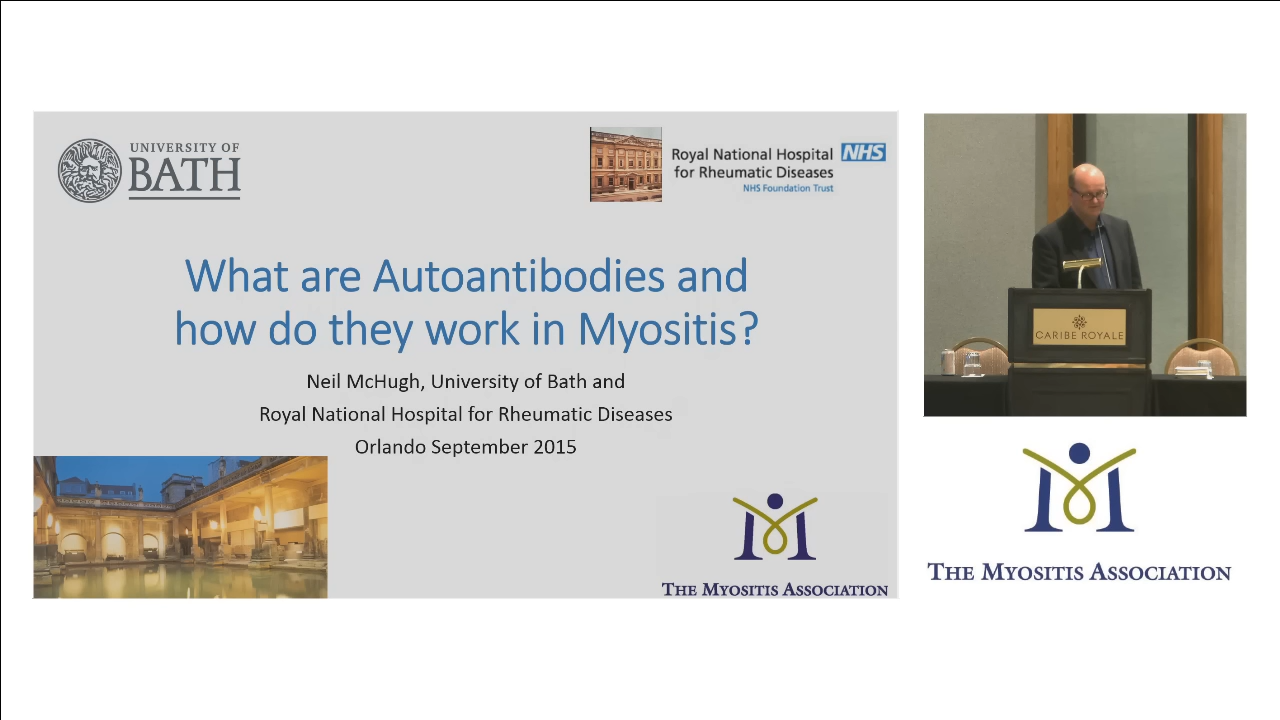 UNIVERSITY OF
BATH
Royal National Hospital
for Rheumatic Diseases
NHS Foundation Trust
NHS
What are Autoantibodies and
how do they work in Myositis?
Neil McHugh, University of Bath and
Royal National Hospital for Rheumatic Diseases
Orlando September 2015
THE MYOSITIS ASSOCIATION
CARIBE ROYALE
THE MYOSITIS ASSOCIATION